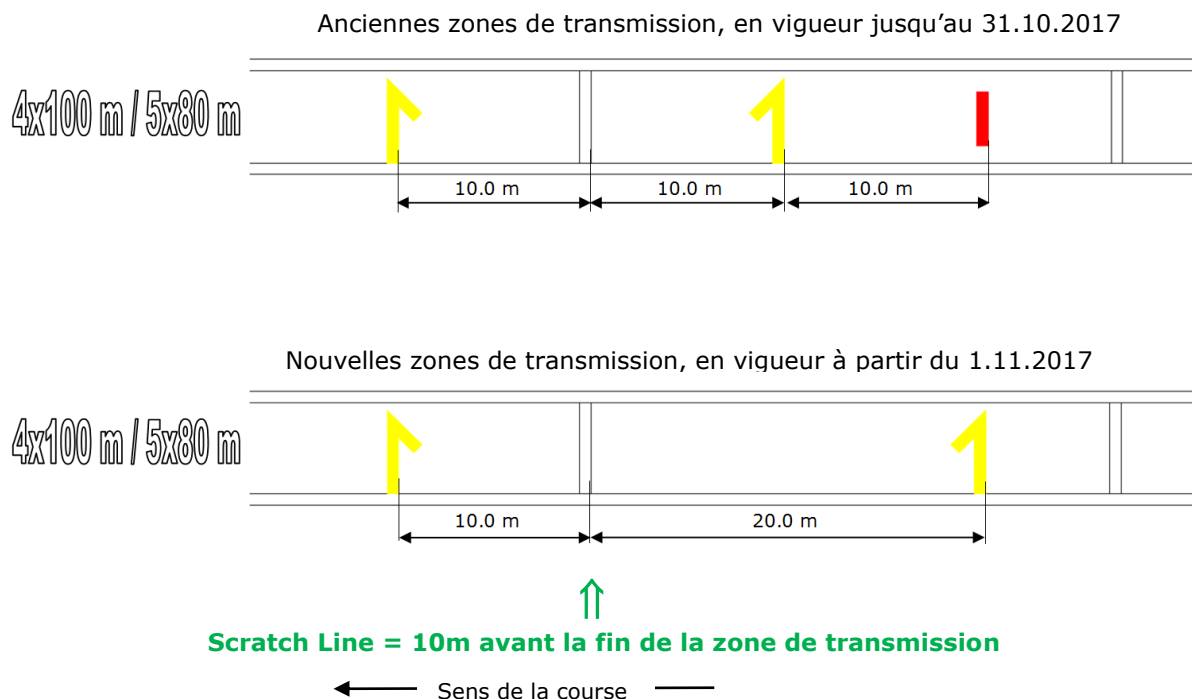 Anciennes zones de transmission, en vigueur jusqu’au 31.10.2017
4x100 m / 5x80 m
10.0 m 10.0 m 10.0 m
Nouvelles zones de transmission, en vigueur à partir du 1.11.2017
4x100 m / 5x80 m
10.0 m 20.0 m
Scratch Line = 10m avant la fin de la zone de transmission
Sens de la course